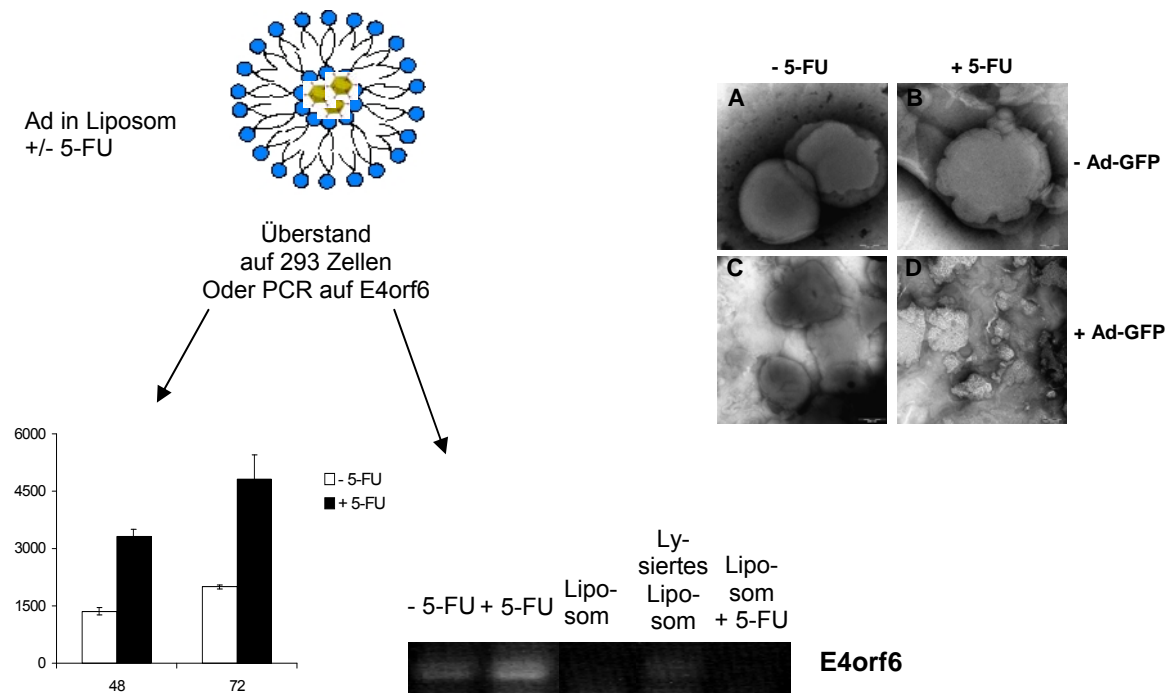 Ad in Liposom
+/- 5-FU
Überstand
auf 293 Zellen
Oder PCR auf E4orf6
- 5-FU
+ 5-FU
A
B
- Ad-GFP
C
D
+ Ad-GFP
6000
4500
3000
1500
0
48
72
- 5-FU
+ 5-FU
- 5-FU + 5-FU
Lipo-
som
Ly-
siertes
Lipo-
som
Lipo-
som
+ 5-FU
E4orf6